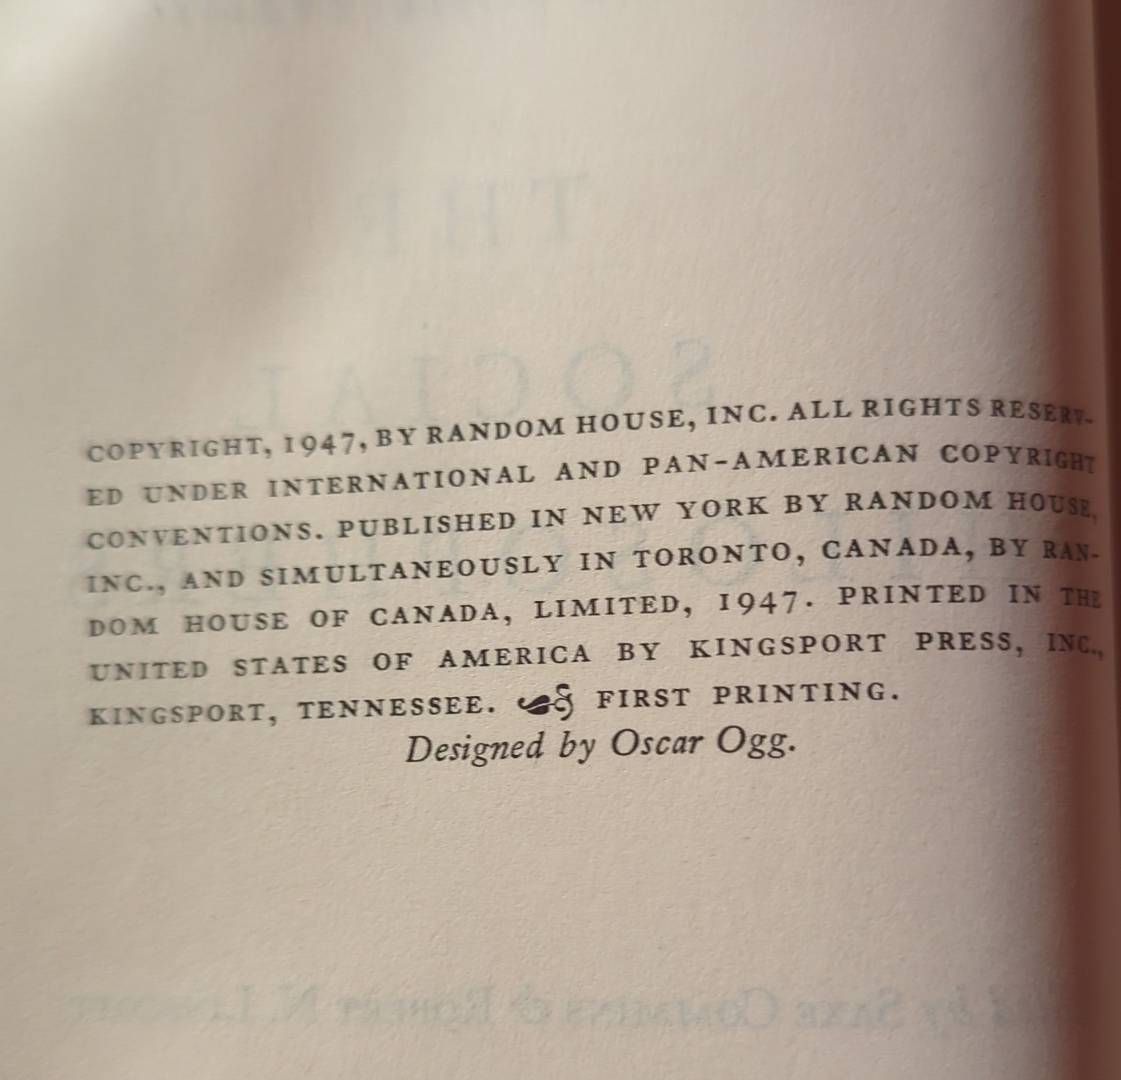 COPYRIGHT, 1947, BY RANDOM HOUSE, INC. ALL RIGHTS RESERV-
ED UNDER INTERNATIONAL AND PAN-AMERICAN COPYRIGHT
CONVENTIONS. PUBLISHED IN NEW YORK BY RANDOM HOUSE,
INC., AND SIMULTANEOUSLY IN TORONTO, CANADA, BY RAN-
DOM HOUSE OF CANADA, LIMITED, 1947. PRINTED IN THE
UNITED STATES OF AMERICA BY KINGSPORT PRESS, INC.,
KINGSPORT, TENNESSEE. FIRST PRINTING.
Designed by Oscar Ogg.